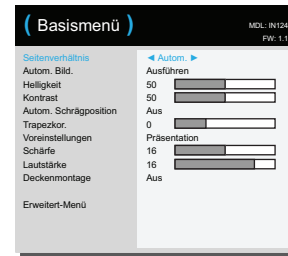 ( Basismenü )
MDL: IN124
FW: 1.1
Seitenverhältnis ◄ Autom. ►
Autom. Bild. Ausführen
Helligkeit 50
Kontrast 50
Autom. Schrägposition Aus
Trapezkor. 0
Voreinstellungen Präsentation
Schärfe 16
Lautstärke 16
Deckenmontage Aus
Erweitert-Menü